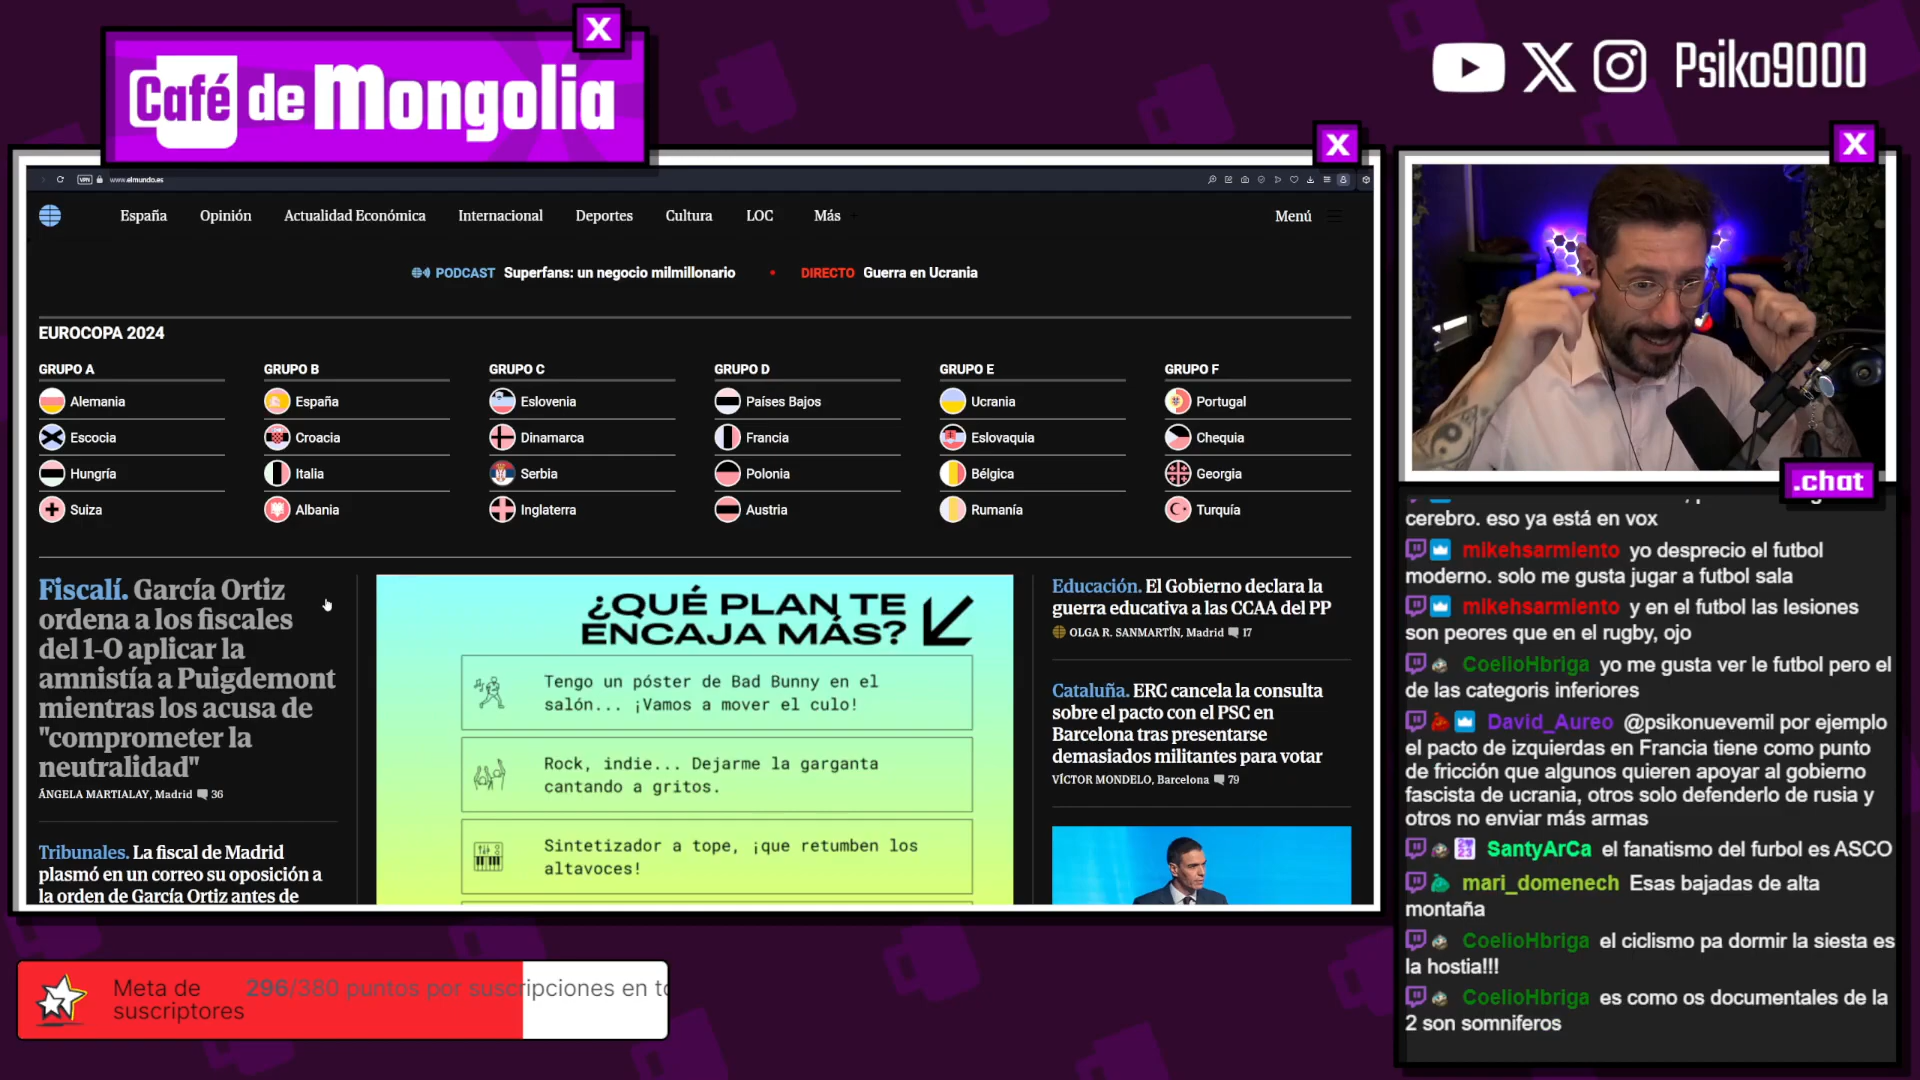 Café de Mongolia
X
Psiko9000
X
X
www.elmundo.es
España
Opinión
Actualidad Económica
Internacional
Deportes
Cultura
LOC
Más
Menú
PODCAST Superfans: un negocio milmillonario
DIRECTO Guerra en Ucrania
EUROCOPA 2024
GRUPO A
Alemania
Escocia
Hungría
Suiza
GRUPO B
España
Croacia
Italia
Albania
GRUPO C
Eslovenia
Dinamarca
Serbia
Inglaterra
GRUPO D
Países Bajos
Francia
Polonia
Austria
GRUPO E
Ucrania
Eslovaquia
Bélgica
Rumanía
GRUPO F
Portugal
Chequia
Georgia
Turquía
Fiscalí. García Ortiz
ordena a los fiscales
del 1-O aplicar la
amnistía a Puigdemont
mientras los acusa de
"comprometer la
neutralidad"
ÁNGELA MARTIALAY, Madrid 36
Tribunales. La fiscal de Madrid
plasmó en un correo su oposición a
la orden de García Ortiz antes de
¿QUÉ PLAN TE
ENCAJA MÁS?
Tengo un póster de Bad Bunny en el
salón... ¡Vamos a mover el culo!
Rock, indie... Dejarme la garganta
cantando a gritos.
Sintetizador a tope, ¡que retumben los
altavoces!
Educación. El Gobierno declara la
guerra educativa a las CCAA del PP
OLGA R. SANMARTÍN, Madrid 17
Cataluña. ERC cancela la consulta
sobre el pacto con el PSC en
Barcelona tras presentarse
demasiados militantes para votar
VÍCTOR MONDELO, Barcelona 79
.chat
cerebro. eso ya está en vox
mikehsarmiento yo desprecio el futbol
moderno. solo me gusta jugar a futbol sala
mikehsarmiento y en el futbol las lesiones
son peores que en el rugby, ojo
CoelioHbriga yo me gusta ver le futbol pero el
de las categoris inferiores
David_Aureo @psikonuevemil por ejemplo
el pacto de izquierdas en Francia tiene como punto
de fricción que algunos quieren apoyar al gobierno
fascista de ucrania, otros solo defenderlo de rusia y
otros no enviar más armas
SantyArCa el fanatismo del furbol es ASCO
mari_domenech Esas bajadas de alta
montaña
CoelioHbriga el ciclismo pa dormir la siesta es
la hostia!!!
CoelioHbriga es como os documentales de la
2 son somniferos
Meta de
suscriptores
296/380 puntos por suscripciones en to